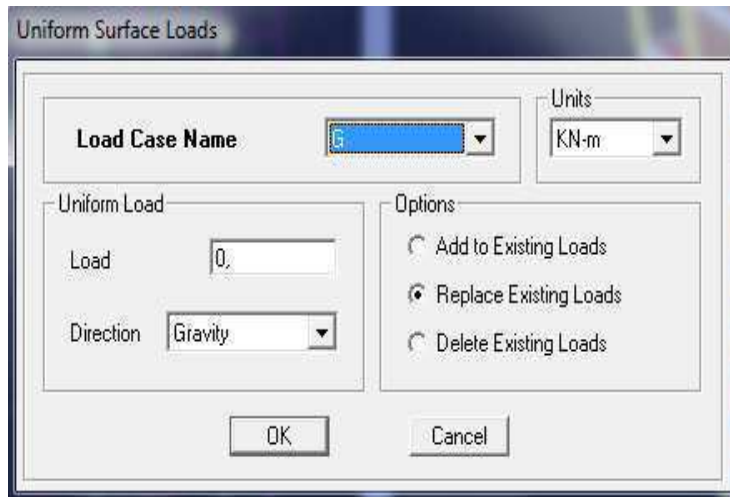 Uniform Surface Loads
Load Case Name
G
Units
KN-m
Uniform Load
Load
0,
Direction
Gravity
Options
Add to Existing Loads
Replace Existing Loads
Delete Existing Loads
OK
Cancel